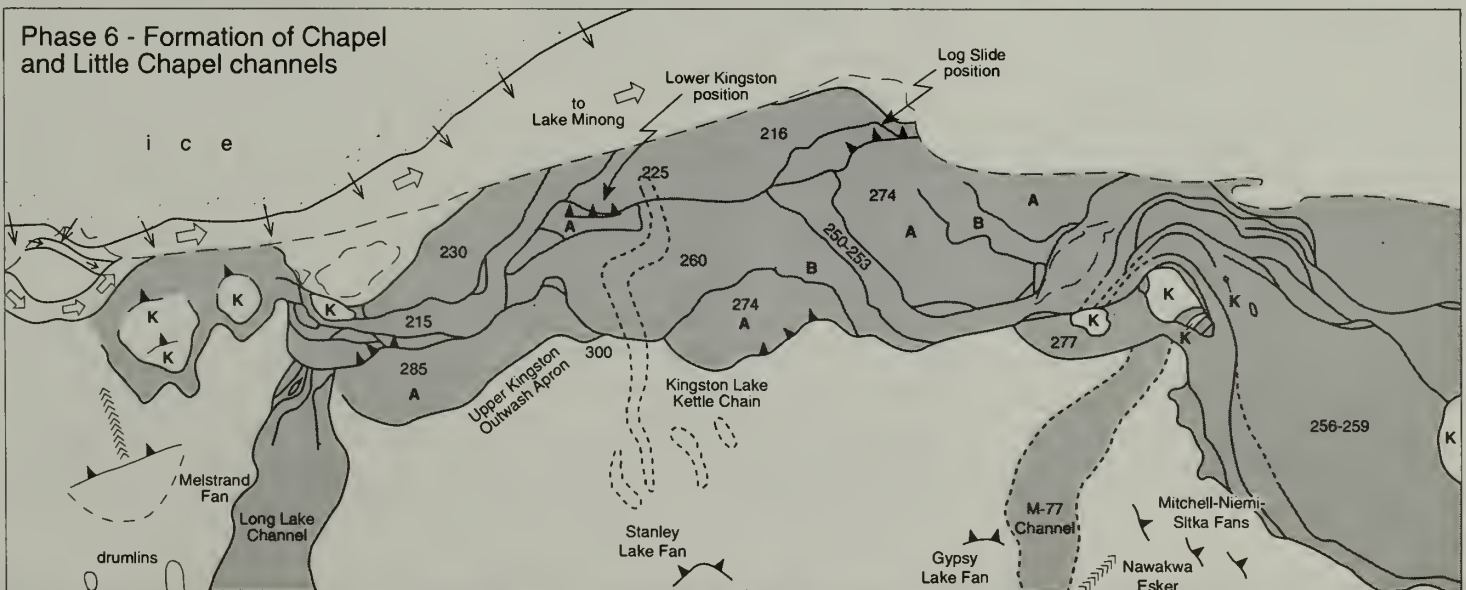 Phase 6 - Formation of Chapel
and Little Chapel channels
Log Slide
position
Lower Kingston
position
to
Lake Minong
i c e
216
225
274
A
A
B
A
230
250-253
260
B
K
K
K
K
K
K
K
K
215
274
A
277
285
A
300
Upper Kingston
Outwash Apron
Kingston Lake
Kettle Chain
256-259
K
Melstrand
Fan
Long Lake
Channel
M-77
Channel
Mitchell-Niemi-
Sitka Fans
Stanley
Lake Fan
Gypsy
Lake Fan
drumlins
Nawakwa
Esker